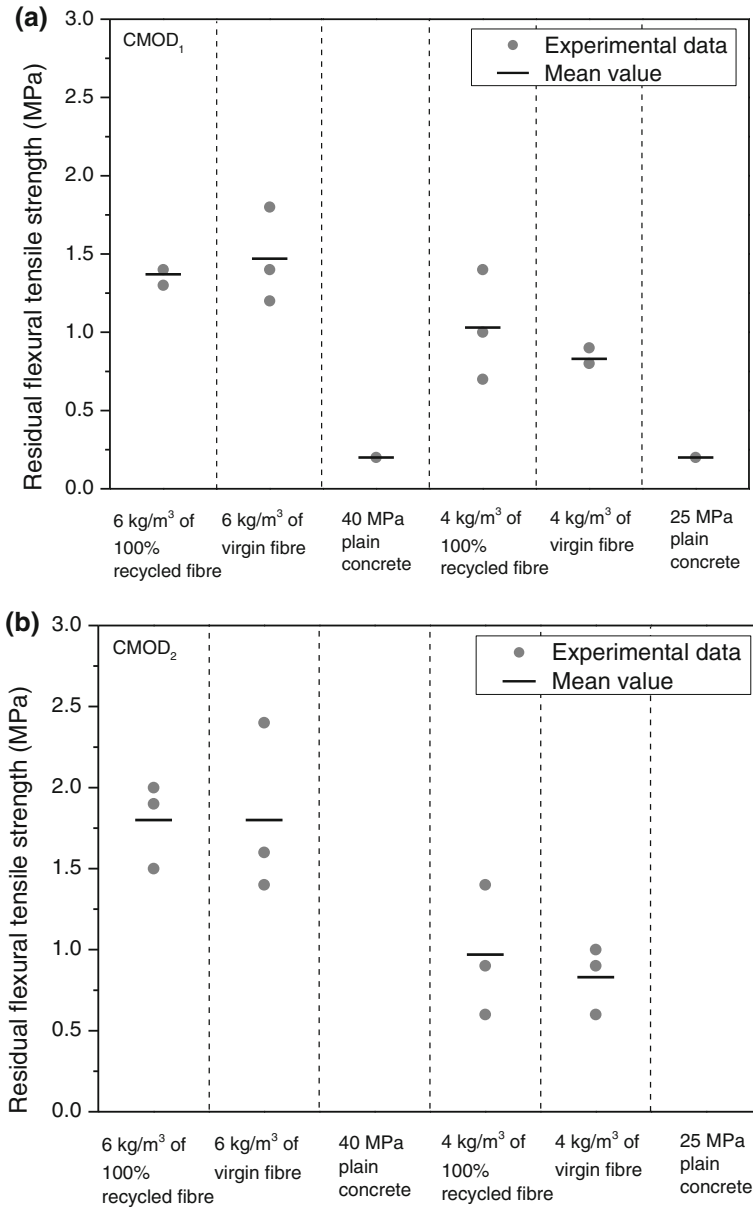 (a)
3.0
CMOD₁
Experimental data
Mean value
2.5
2.0
1.5
1.0
0.5
0.0
Residual flexural tensile strength (MPa)
6 kg/m³ of
100%
recycled fibre
6 kg/m³ of
virgin fibre
40 MPa
plain
concrete
4 kg/m³ of
100%
recycled fibre
4 kg/m³ of
virgin fibre
25 MPa
plain
concrete
(b)
3.0
CMOD₂
Experimental data
Mean value
2.5
2.0
1.5
1.0
0.5
0.0
Residual flexural tensile strength (MPa)
6 kg/m³ of
100%
recycled fibre
6 kg/m³ of
virgin fibre
40 MPa
plain
concrete
4 kg/m³ of
100%
recycled fibre
4 kg/m³ of
virgin fibre
25 MPa
plain
concrete